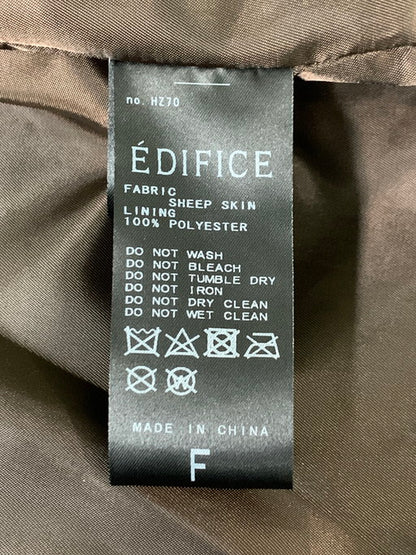 no. HZ70
ÉDIFICE
FABRIC
SHEEP SKIN
LINING
100% POLYESTER
DO NOT WASH
DO NOT BLEACH
DO NOT TUMBLE DRY
DO NOT IRON
DO NOT DRY CLEAN
DO NOT WET CLEAN
W
MADE IN CHINA
F